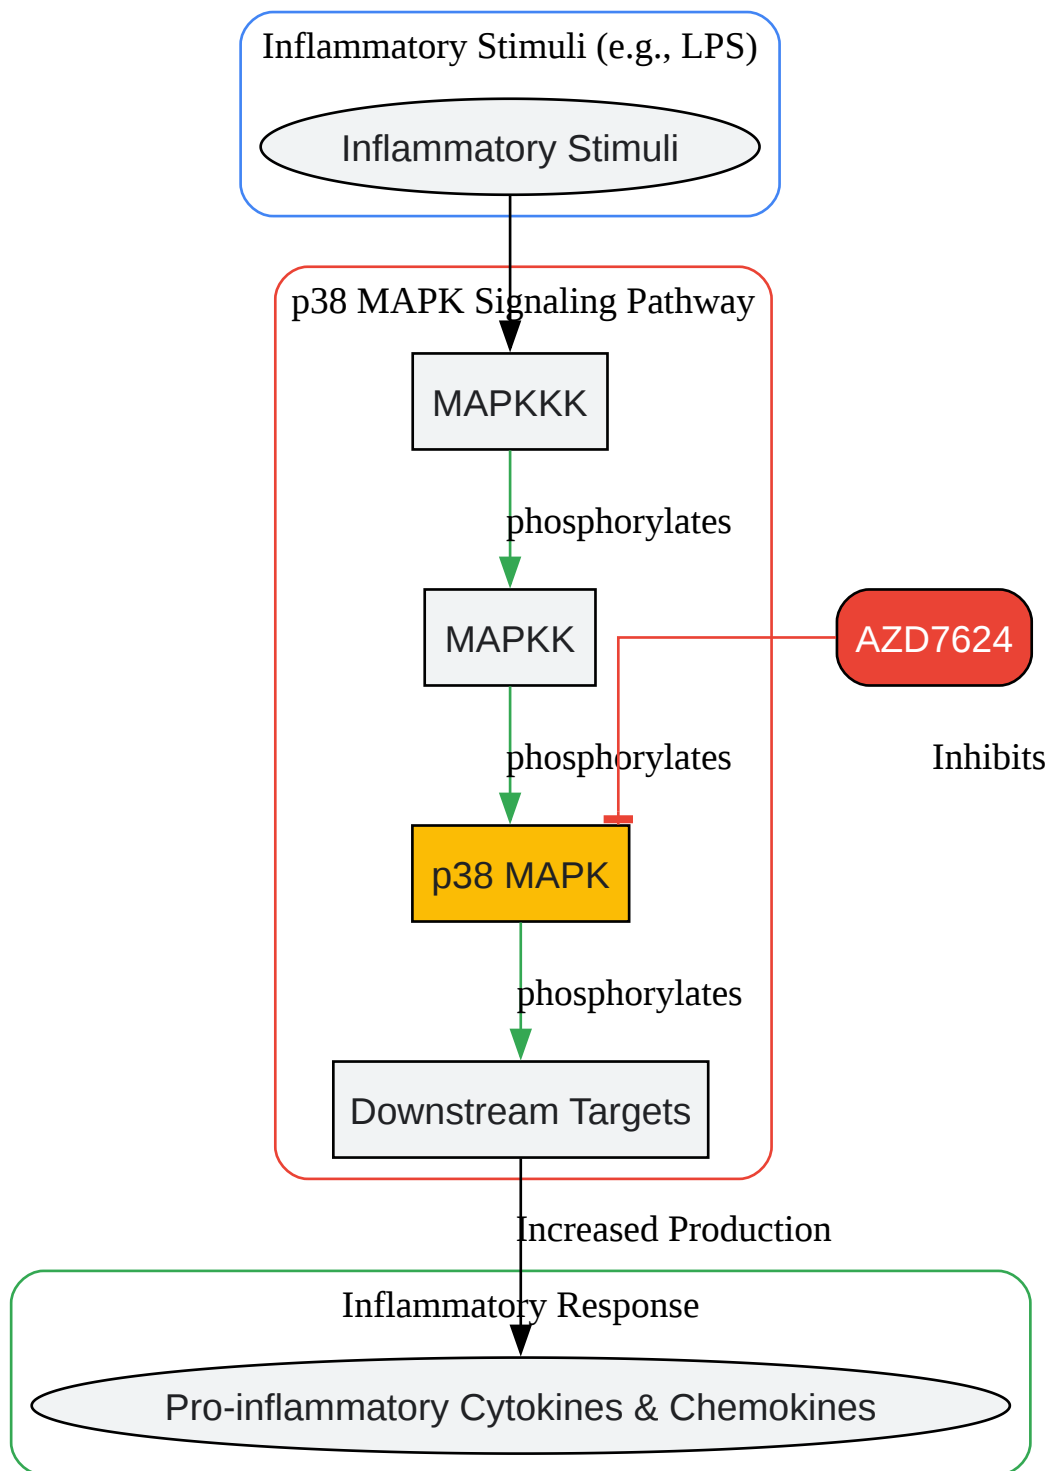 Inflammatory Stimuli (e.g., LPS)
Inflammatory Stimuli
p38 MAPK Signaling Pathway
MAPKKK
phosphorylates
MAPKK
AZD7624
phosphorylates
Inhibits
p38 MAPK
phosphorylates
Downstream Targets
Increased Production
Inflammatory Response
Pro-inflammatory Cytokines & Chemokines